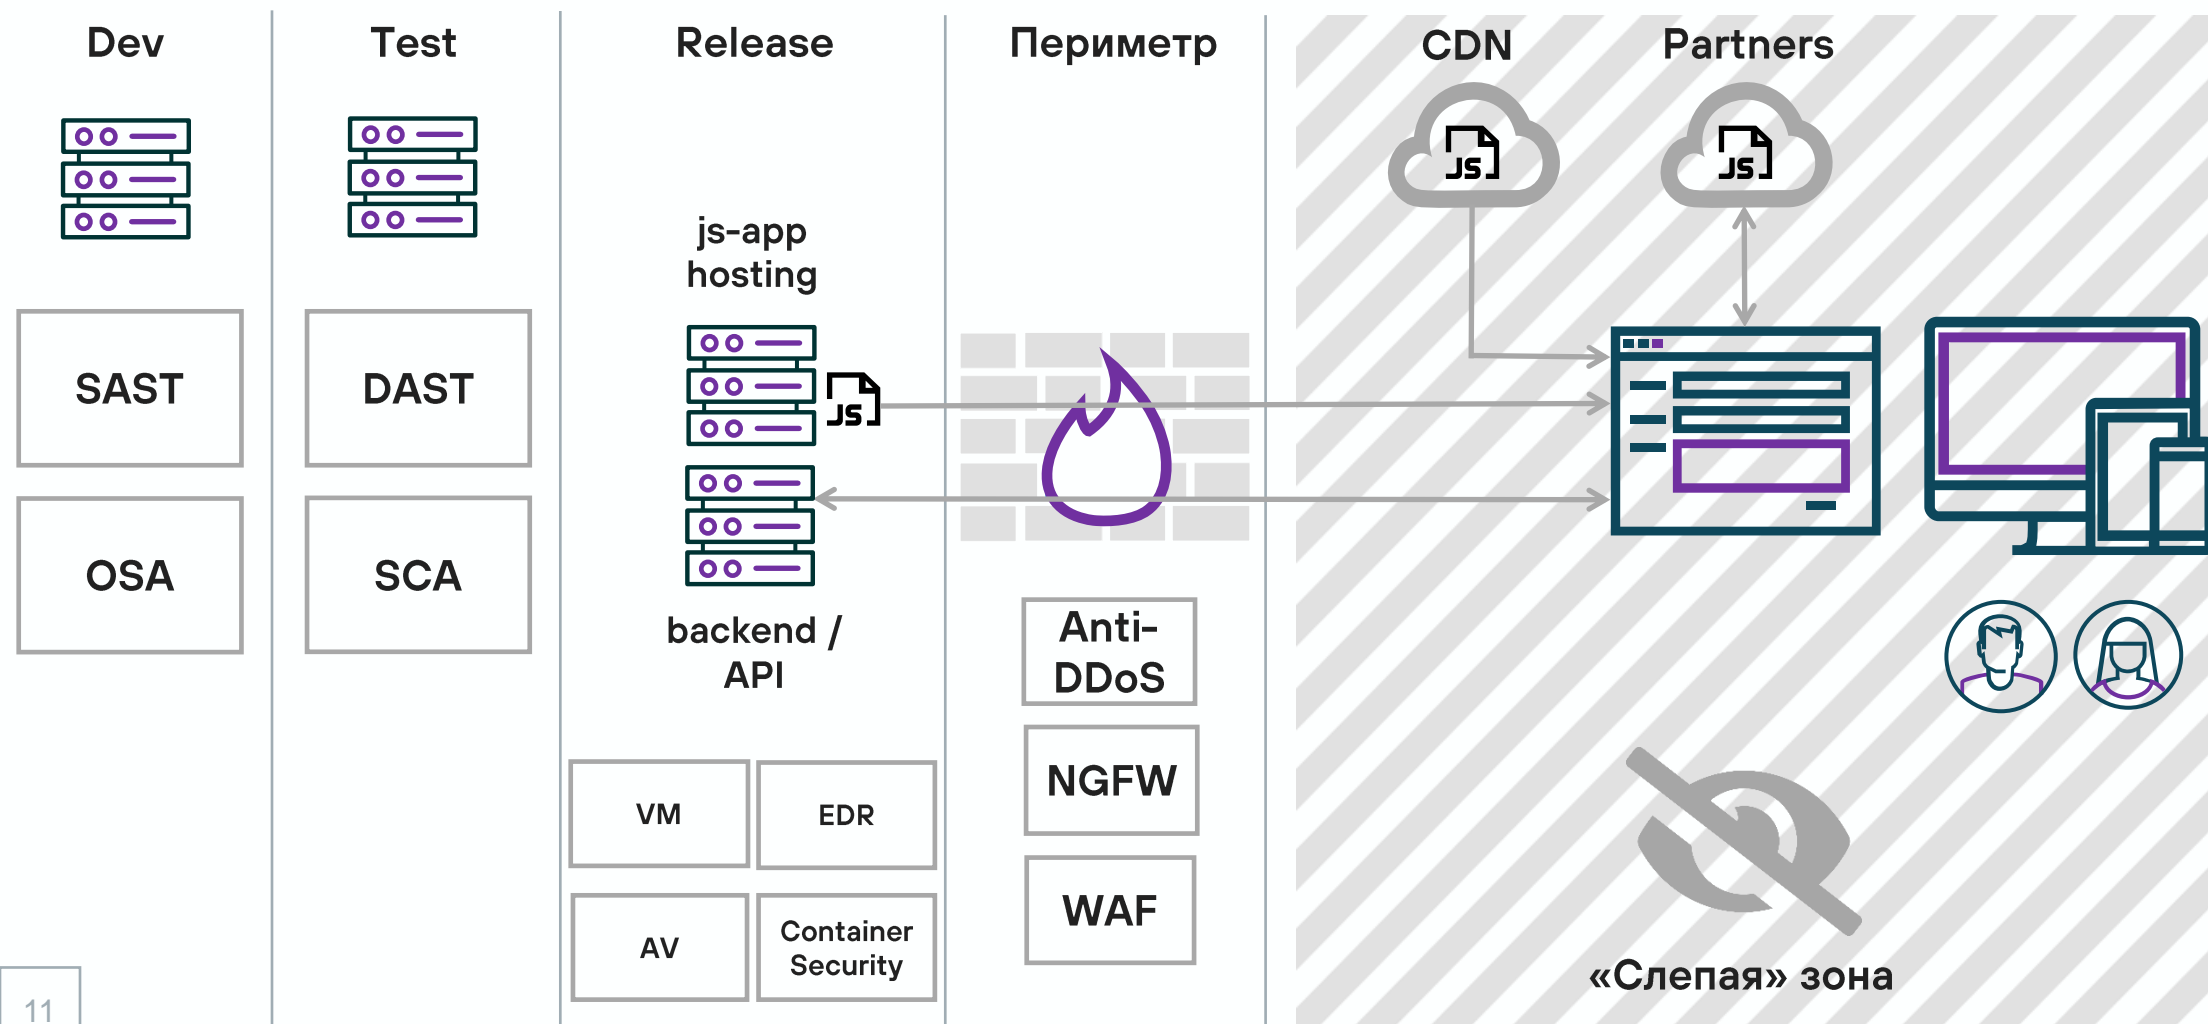 Dev
Test
Release
Периметр
CDN
Partners
JS
JS
js-app
hosting
JS
SAST
DAST
OSA
SCA
backend /
API
Anti-
DDoS
NGFW
WAF
VM
EDR
AV
Container
Security
«Слепая» зона
11